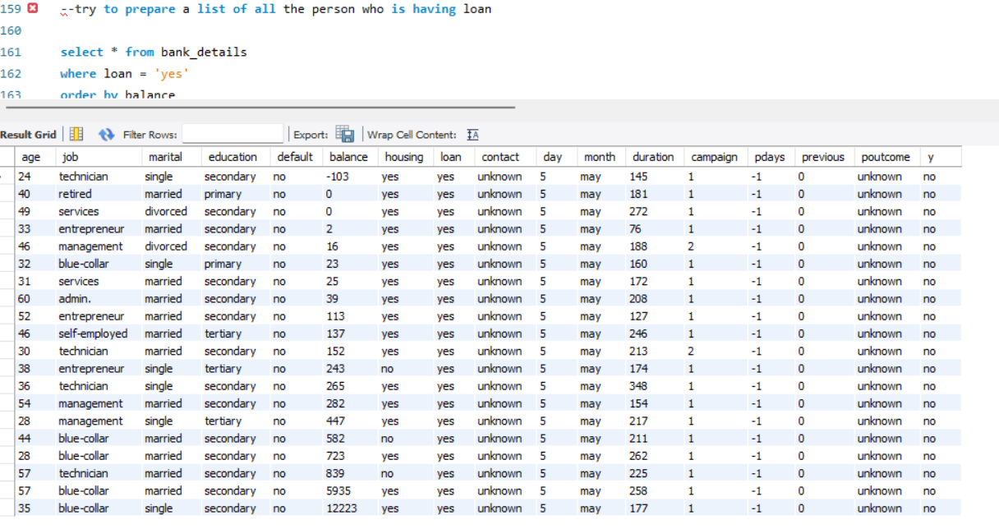 159 --try to prepare a list of all the person who is having loan
160
161 select * from bank_details
162 where loan = 'yes'
163 order by balance
Result Grid Filter Rows: Export: Wrap Cell Content: IA
age job marital education default balance housing loan contact day month duration campaign pdays previous poutcome y
24 technician single secondary no -103 yes yes unknown 5 may 145 1 -1 0 unknown no
40 retired married primary no 0 yes yes unknown 5 may 181 1 -1 0 unknown no
49 services divorced secondary no 0 yes yes unknown 5 may 272 1 -1 0 unknown no
33 entrepreneur married secondary no 2 yes yes unknown 5 may 76 1 -1 0 unknown no
46 management divorced secondary no 16 yes yes unknown 5 may 188 2 -1 0 unknown no
32 blue-collar single primary no 23 yes yes unknown 5 may 160 1 -1 0 unknown no
31 services married secondary no 25 yes yes unknown 5 may 172 1 -1 0 unknown no
60 admin. married secondary no 39 yes yes unknown 5 may 208 1 -1 0 unknown no
52 entrepreneur married secondary no 113 yes yes unknown 5 may 127 1 -1 0 unknown no
46 self-employed married tertiary no 137 yes yes unknown 5 may 246 1 -1 0 unknown no
30 technician married secondary no 152 yes yes unknown 5 may 213 2 -1 0 unknown no
38 entrepreneur single tertiary no 243 no yes unknown 5 may 174 1 -1 0 unknown no
36 technician single secondary no 265 yes yes unknown 5 may 348 1 -1 0 unknown no
54 management married secondary no 282 yes yes unknown 5 may 154 1 -1 0 unknown no
28 management single tertiary no 447 yes yes unknown 5 may 217 1 -1 0 unknown no
44 blue-collar married secondary no 582 no yes unknown 5 may 211 1 -1 0 unknown no
28 blue-collar married secondary no 723 yes yes unknown 5 may 262 1 -1 0 unknown no
57 technician married secondary no 839 no yes unknown 5 may 225 1 -1 0 unknown no
57 blue-collar married secondary no 5935 yes yes unknown 5 may 258 1 -1 0 unknown no
35 blue-collar single secondary no 12223 yes yes unknown 5 may 177 1 -1 0 unknown no